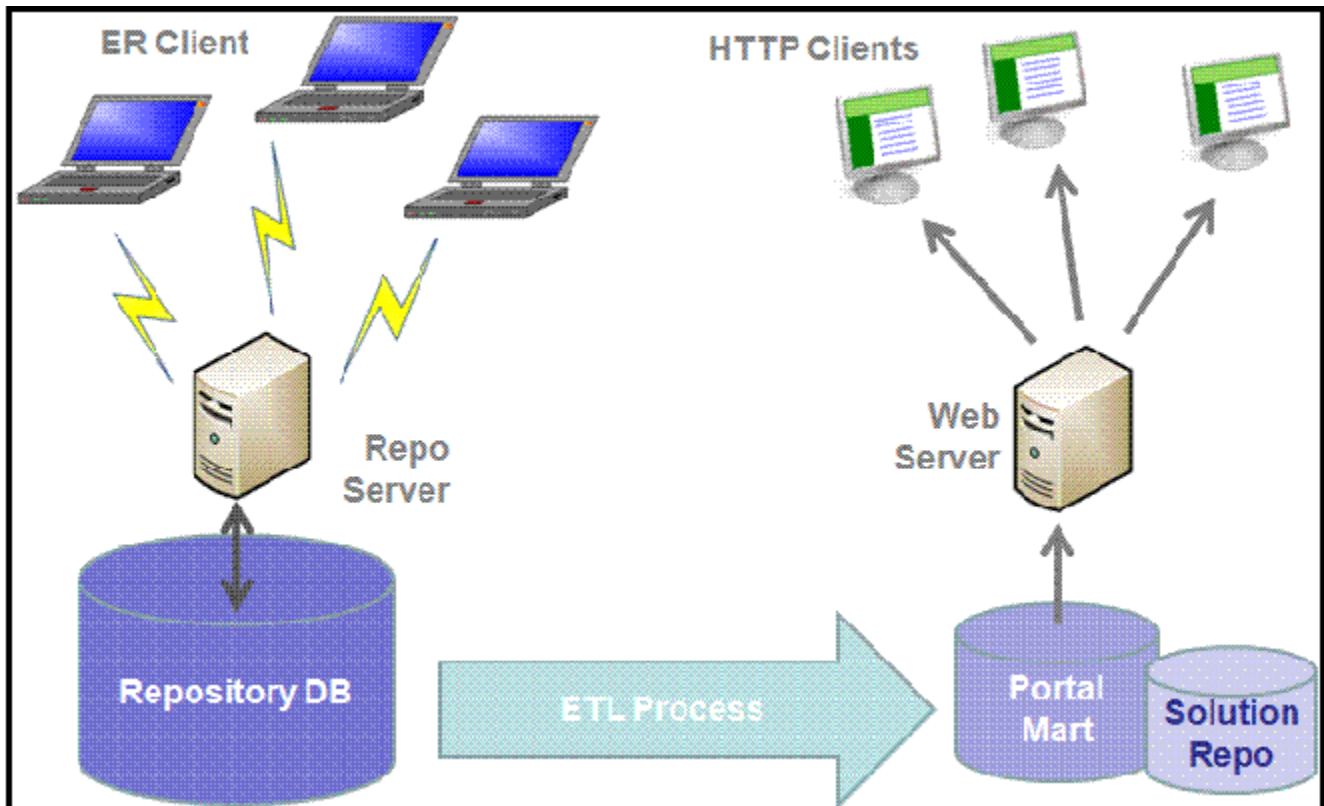 ER Client
HTTP Clients
Repo
Server
Web
Server
Repository DB
ETL Process
Portal
Mart
Solution
Repo